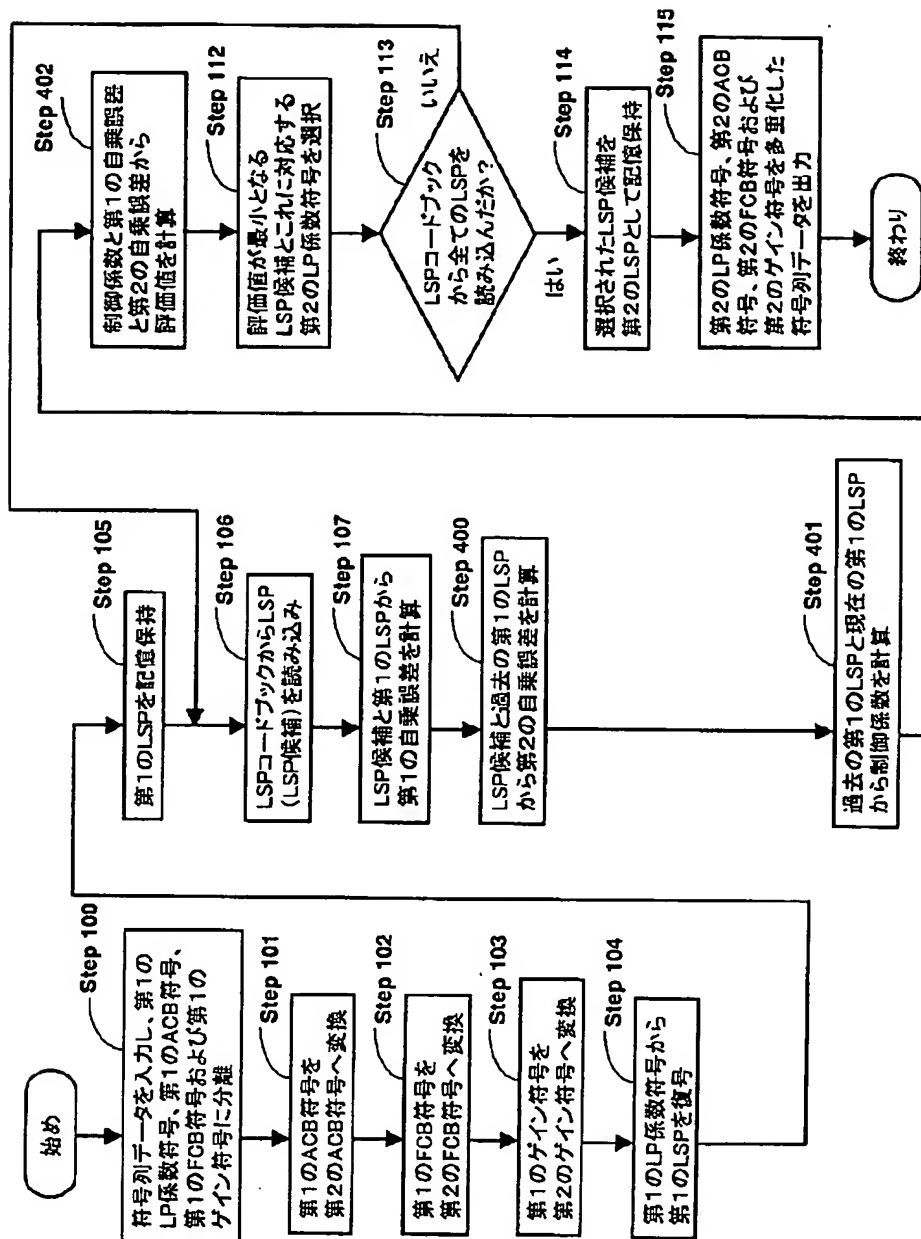 始め
Step 100
符号列データを入力し、第1の
LP係数符号、第1のACB符号、
第1のFCB符号および第1の
ゲイン符号に分離
Step 101
第1のACB符号を
第2のACB符号へ変換
Step 102
第1のFCB符号を
第2のFCB符号へ変換
Step 103
第1のゲイン符号を
第2のゲイン符号へ変換
Step 104
第1のLP係数符号から
第1のLSPを復号
Step 105
第1のLSPを記憶保持
Step 106
LSPコードブックからLSP
(LSP候補)を読み込み
Step 107
LSP候補と第1のLSPから
第1の自乗誤差を計算
Step 400
LSP候補と過去の第1のLSP
から第2の自乗誤差を計算
Step 401
過去の第1のLSPと現在の第1のLSP
から制御係数を計算
Step 402
制御係数と第1の自乗誤器
と第2の自乗誤差から
評価値を計算
Step 112
評価値が最小となる
LSP候補とこれに対応する
第2のLP係数符号を選択
Step 113
LSPコードブック
から全てのLSPを
読み込んだか?
いいえ
はい
Step 114
選択されたLSP候補を
第2のLSPとして記憶保持
Step 115
第2のLP係数符号、第2のACB
符号、第2のFCB符号および
第2のゲイン符号を多重化した
符号列データを出力
終わり